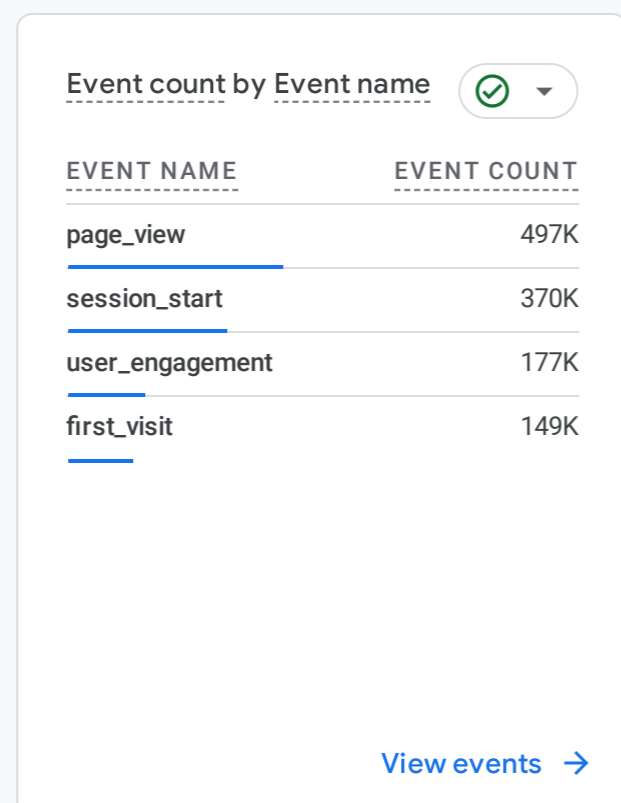 Event count by Event name
EVENT NAME EVENT COUNT
page_view 497K
session_start 370K
user_engagement 177K
first_visit 149K
View events